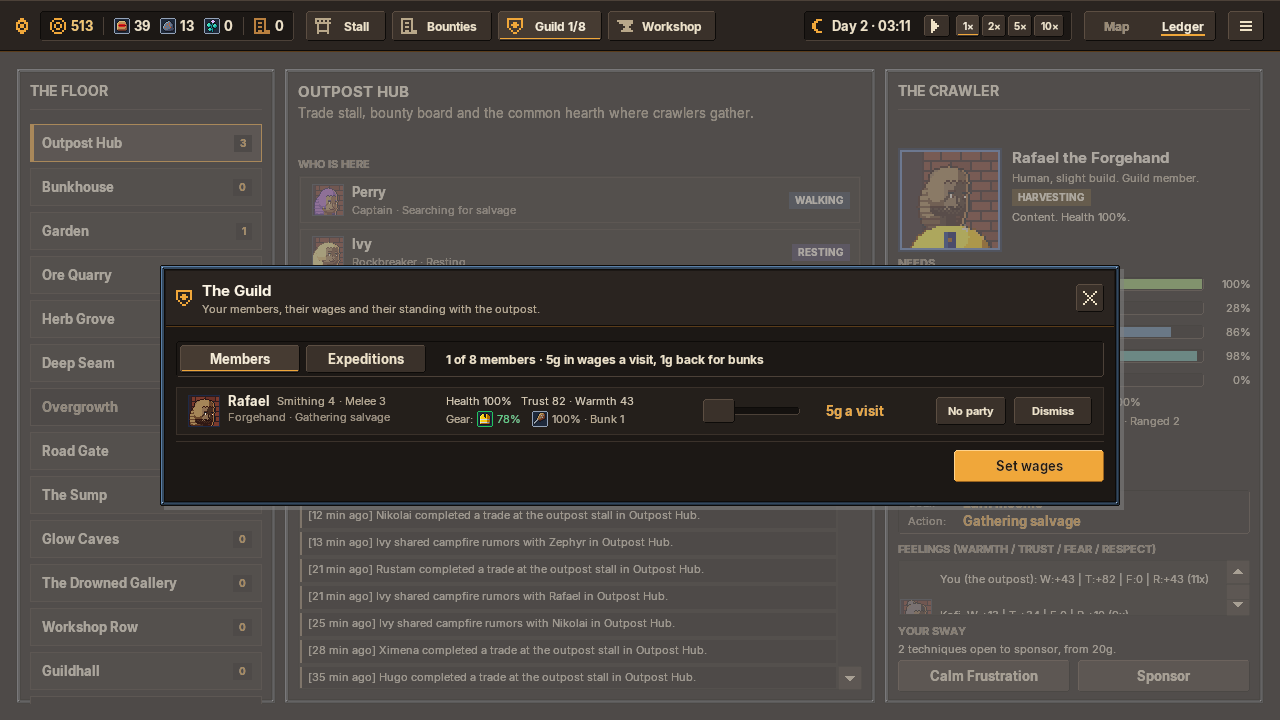 513 39 13 0 0 Stall Bounties Guild 1/8 Workshop Day 2 · 03:11 1x 2x 5x 10x Map Ledger
THE FLOOR
Outpost Hub 3
Bunkhouse 0
Garden 1
Ore Quarry
Herb Grove
Deep Seam
Overgrowth
Road Gate
The Sump
Glow Caves 0
The Drowned Gallery 0
Workshop Row 0
Guildhall 0
OUTPOST HUB
Trade stall, bounty board and the common hearth where crawlers gather.
WHO IS HERE
Perry
Captain · Searching for salvage
WALKING
Ivy
Rockbreaker · Resting
RESTING
The Guild
Your members, their wages and their standing with the outpost.
Members Expeditions 1 of 8 members · 5g in wages a visit, 1g back for bunks
Rafael Smithing 4 · Melee 3
Forgehand · Gathering salvage
Health 100% Trust 82 · Warmth 43
Gear: 78% 100% · Bunk 1
5g a visit
No party Dismiss
Set wages
[12 min ago] Nikolai completed a trade at the outpost stall in Outpost Hub.
[13 min ago] Ivy shared campfire rumors with Zephyr in Outpost Hub.
[21 min ago] Rustam completed a trade at the outpost stall in Outpost Hub.
[21 min ago] Ivy shared campfire rumors with Rafael in Outpost Hub.
[25 min ago] Ivy shared campfire rumors with Nikolai in Outpost Hub.
[28 min ago] Ximena completed a trade at the outpost stall in Outpost Hub.
[35 min ago] Hugo completed a trade at the outpost stall in Outpost Hub.
THE CRAWLER
Rafael the Forgehand
Human, slight build. Guild member.
HARVESTING
Content. Health 100%.
NEEDS
100%
28%
86%
98%
0%
· Ranged 2
Action: Gathering salvage
FEELINGS (WARMTH / TRUST / FEAR / RESPECT)
You (the outpost): W:+43 | T:+82 | F:0 | R:+43 (11x)
YOUR SWAY
2 techniques open to sponsor, from 20g.
Calm Frustration Sponsor